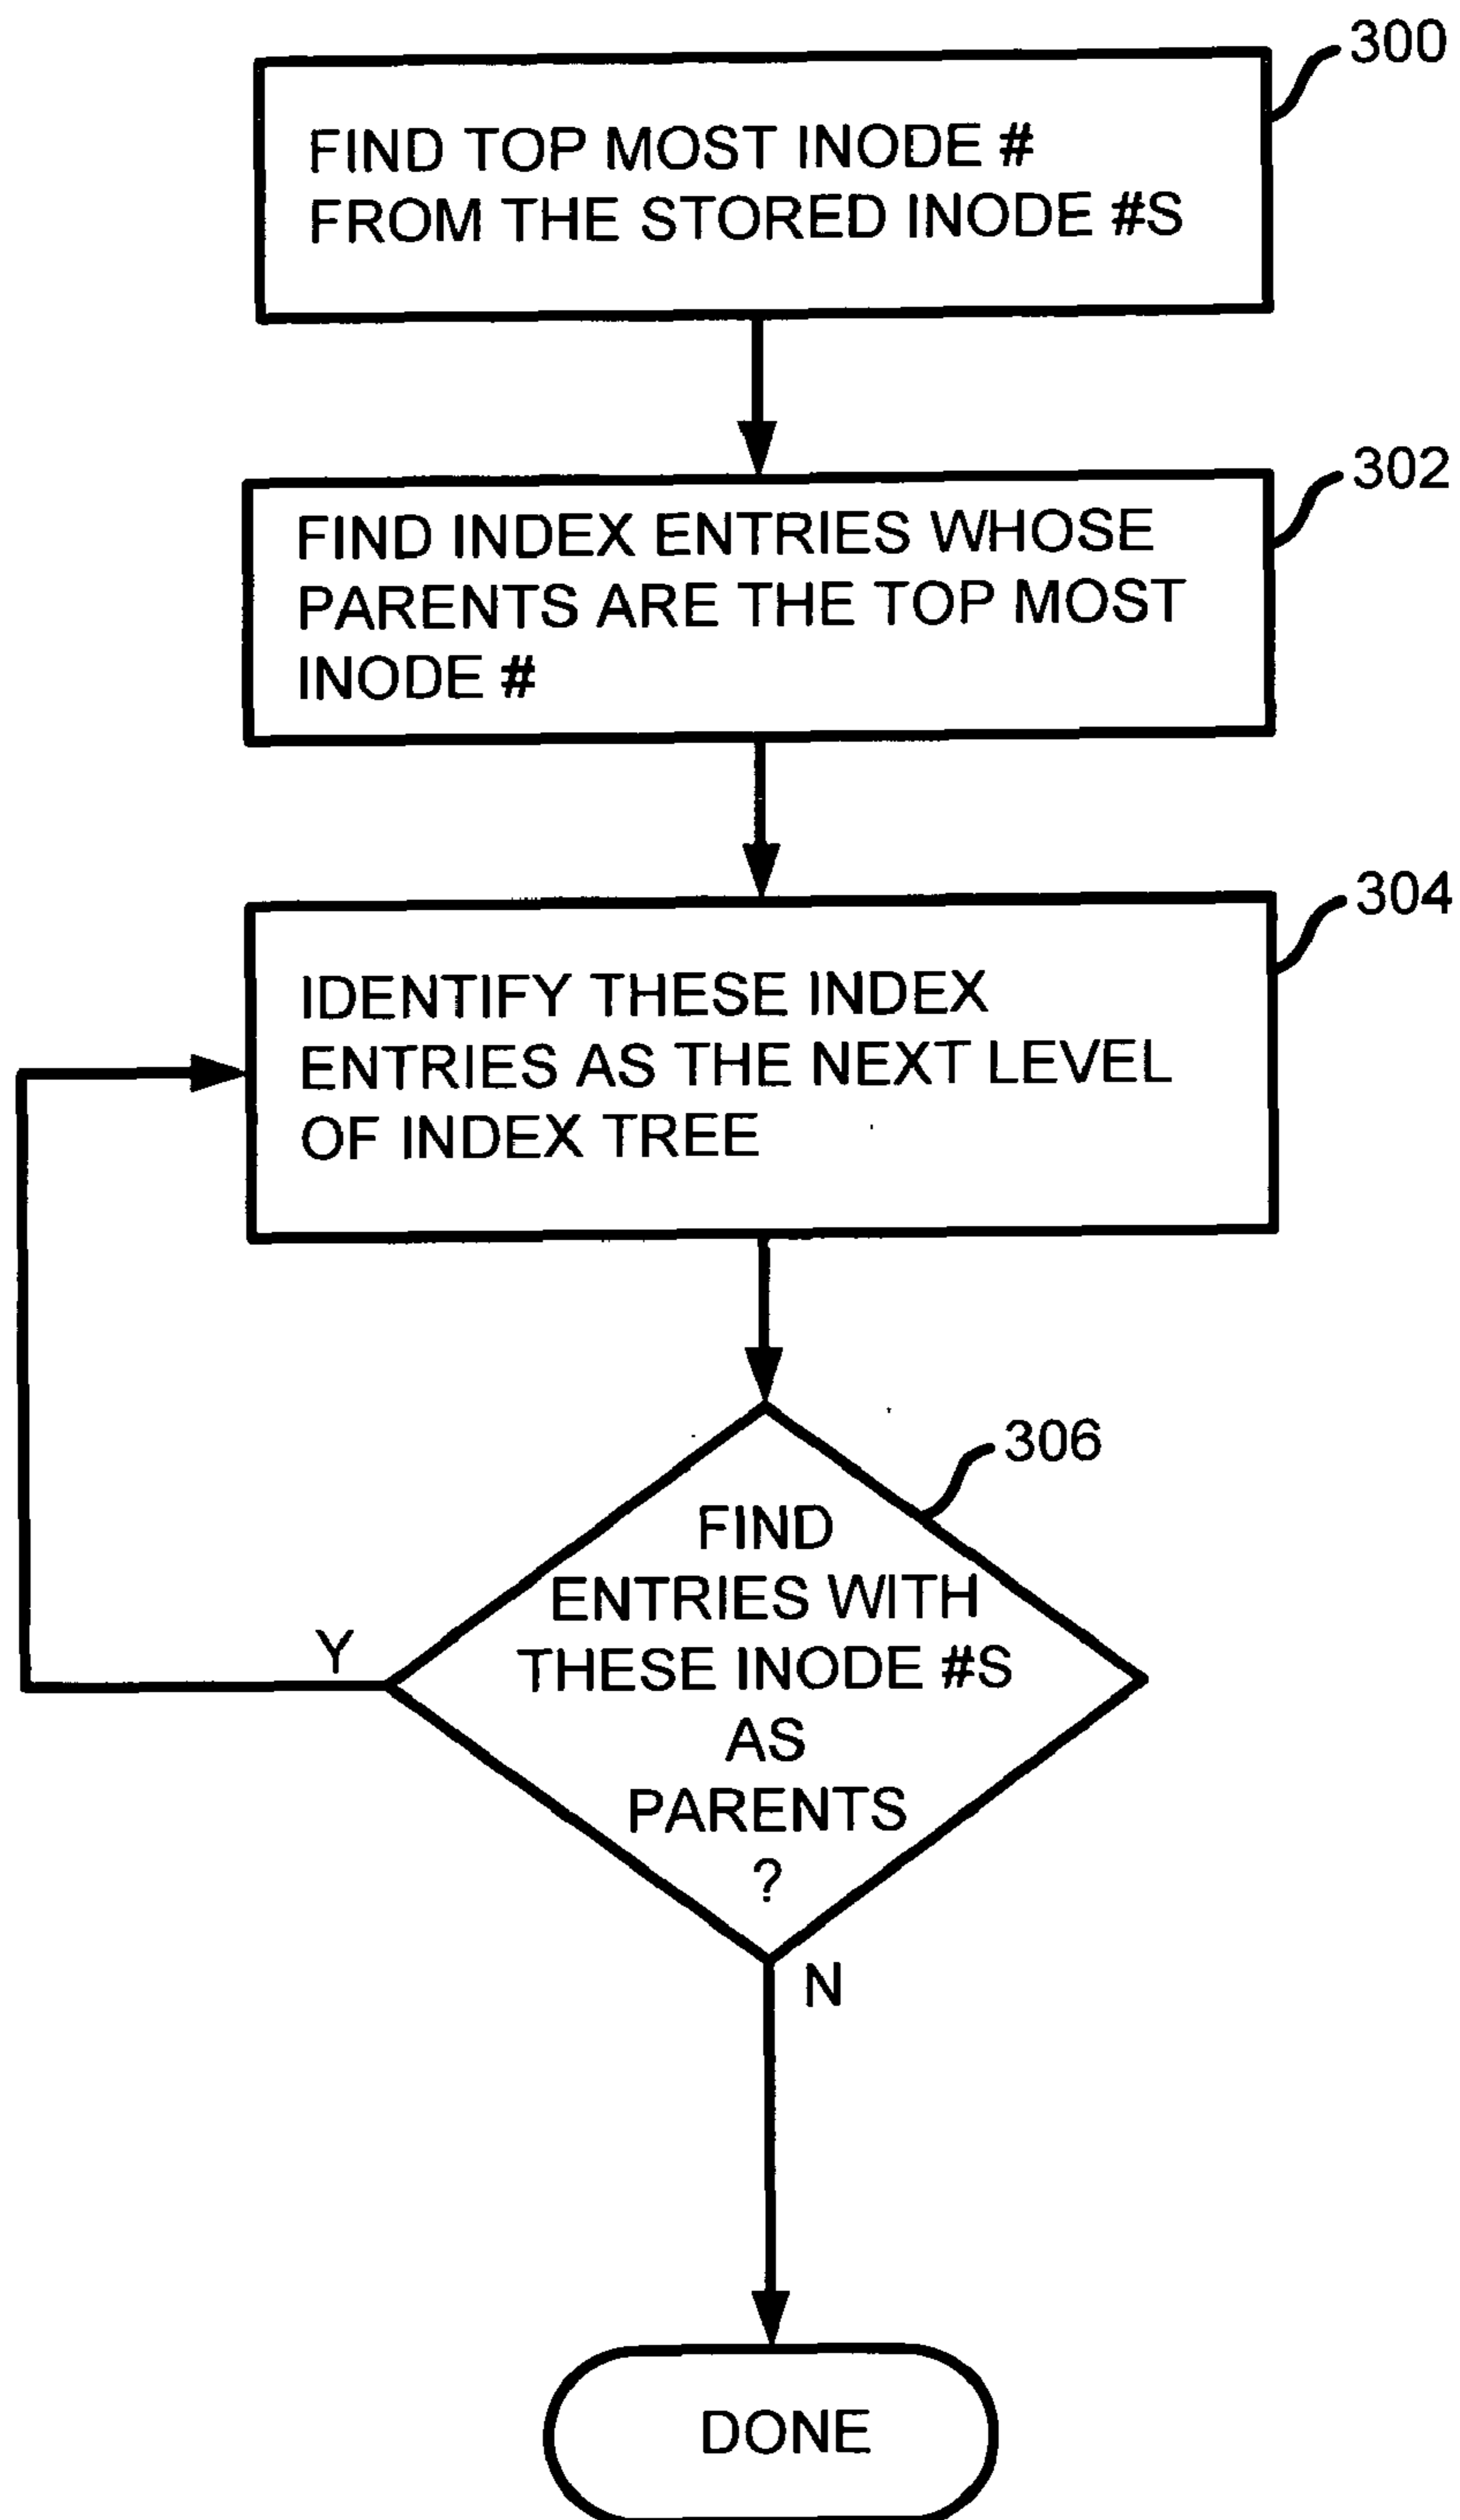 300
FIND TOP MOST INODE #
FROM THE STORED INODE #S
302
FIND INDEX ENTRIES WHOSE
PARENTS ARE THE TOP MOST
INODE #
304
IDENTIFY THESE INDEX
ENTRIES AS THE NEXT LEVEL
OF INDEX TREE
306
FIND
ENTRIES WITH
THESE INODE #S
AS
PARENTS
?
Y
N
DONE